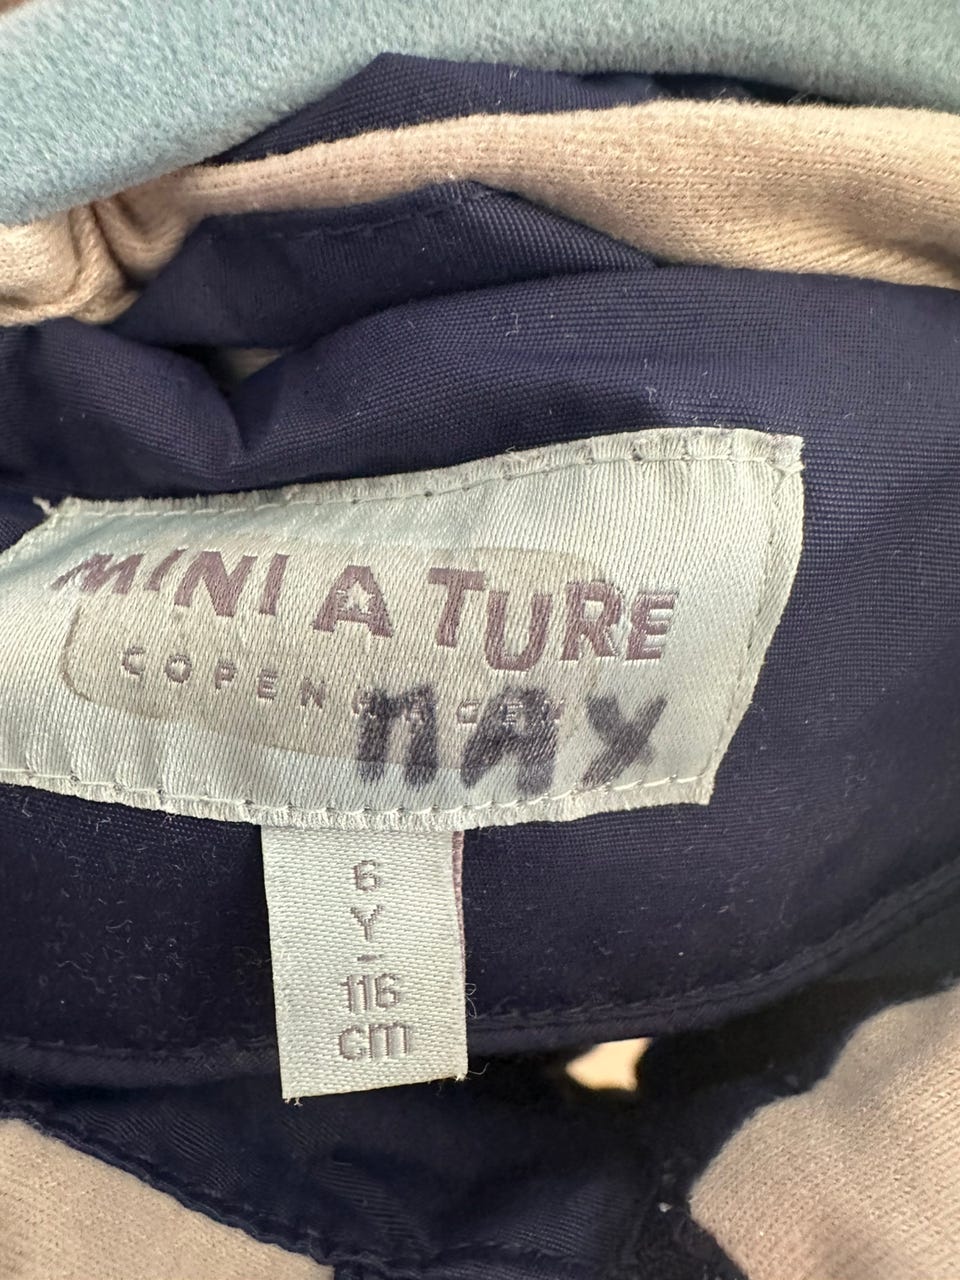 MINI A TURE
COPENHAGEN
MAX
6
Y-
116
cm